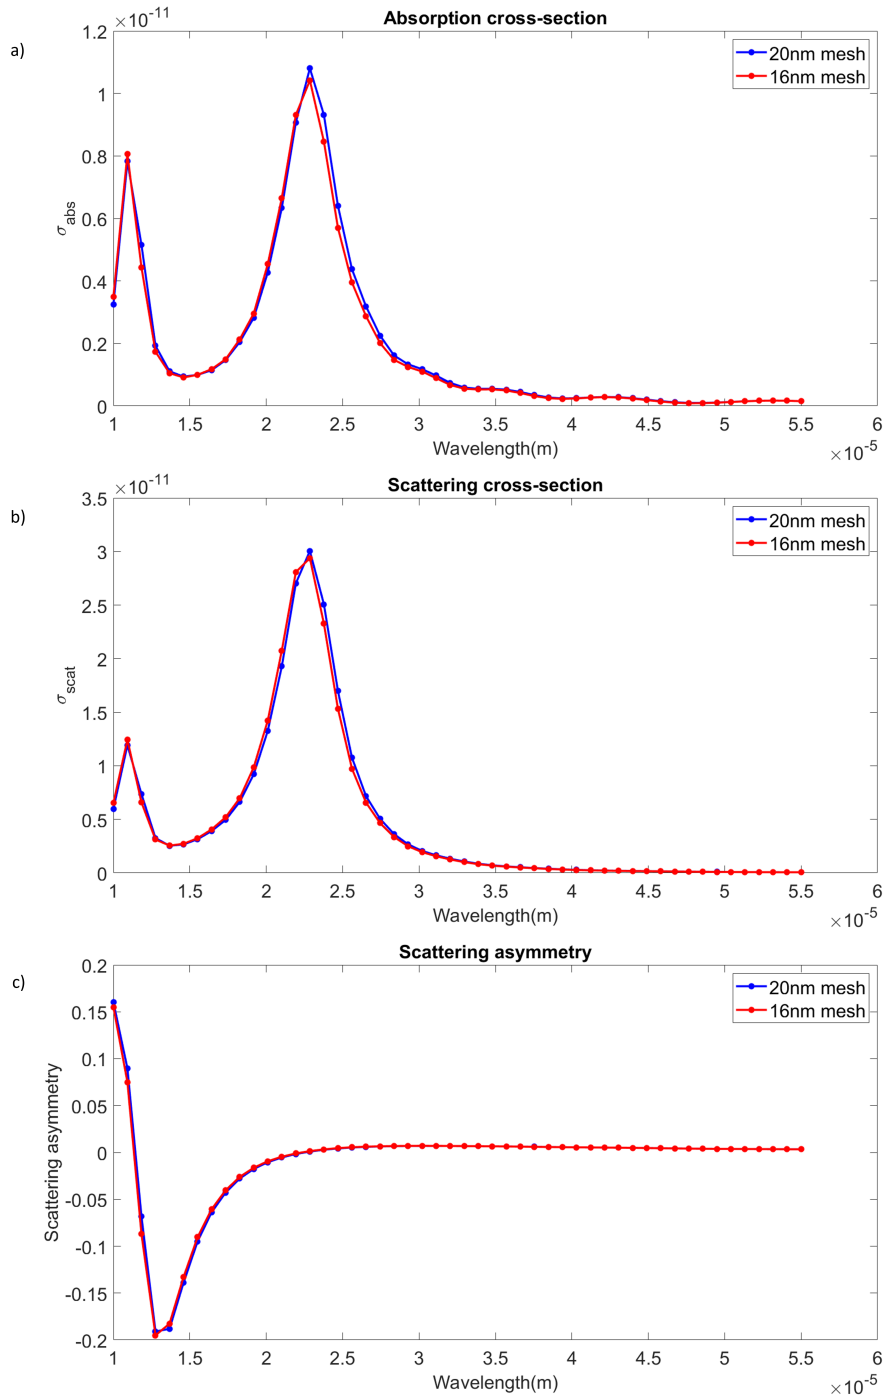 Absorption cross-section
a)
×10⁻¹¹
1.2
1
0.8
0.6
0.4
0.2
0
σabs
20nm mesh
16nm mesh
1 1.5 2 2.5 3 3.5 4 4.5 5 5.5 6
Wavelength(m)
×10⁻⁵
Scattering cross-section
b)
×10⁻¹¹
3.5
3
2.5
2
1.5
1
0.5
0
σscat
20nm mesh
16nm mesh
1 1.5 2 2.5 3 3.5 4 4.5 5 5.5 6
Wavelength(m)
×10⁻⁵
Scattering asymmetry
c)
0.2
0.15
0.1
0.05
0
-0.05
-0.1
-0.15
-0.2
Scattering asymmetry
20nm mesh
16nm mesh
1 1.5 2 2.5 3 3.5 4 4.5 5 5.5 6
Wavelength(m)
×10⁻⁵